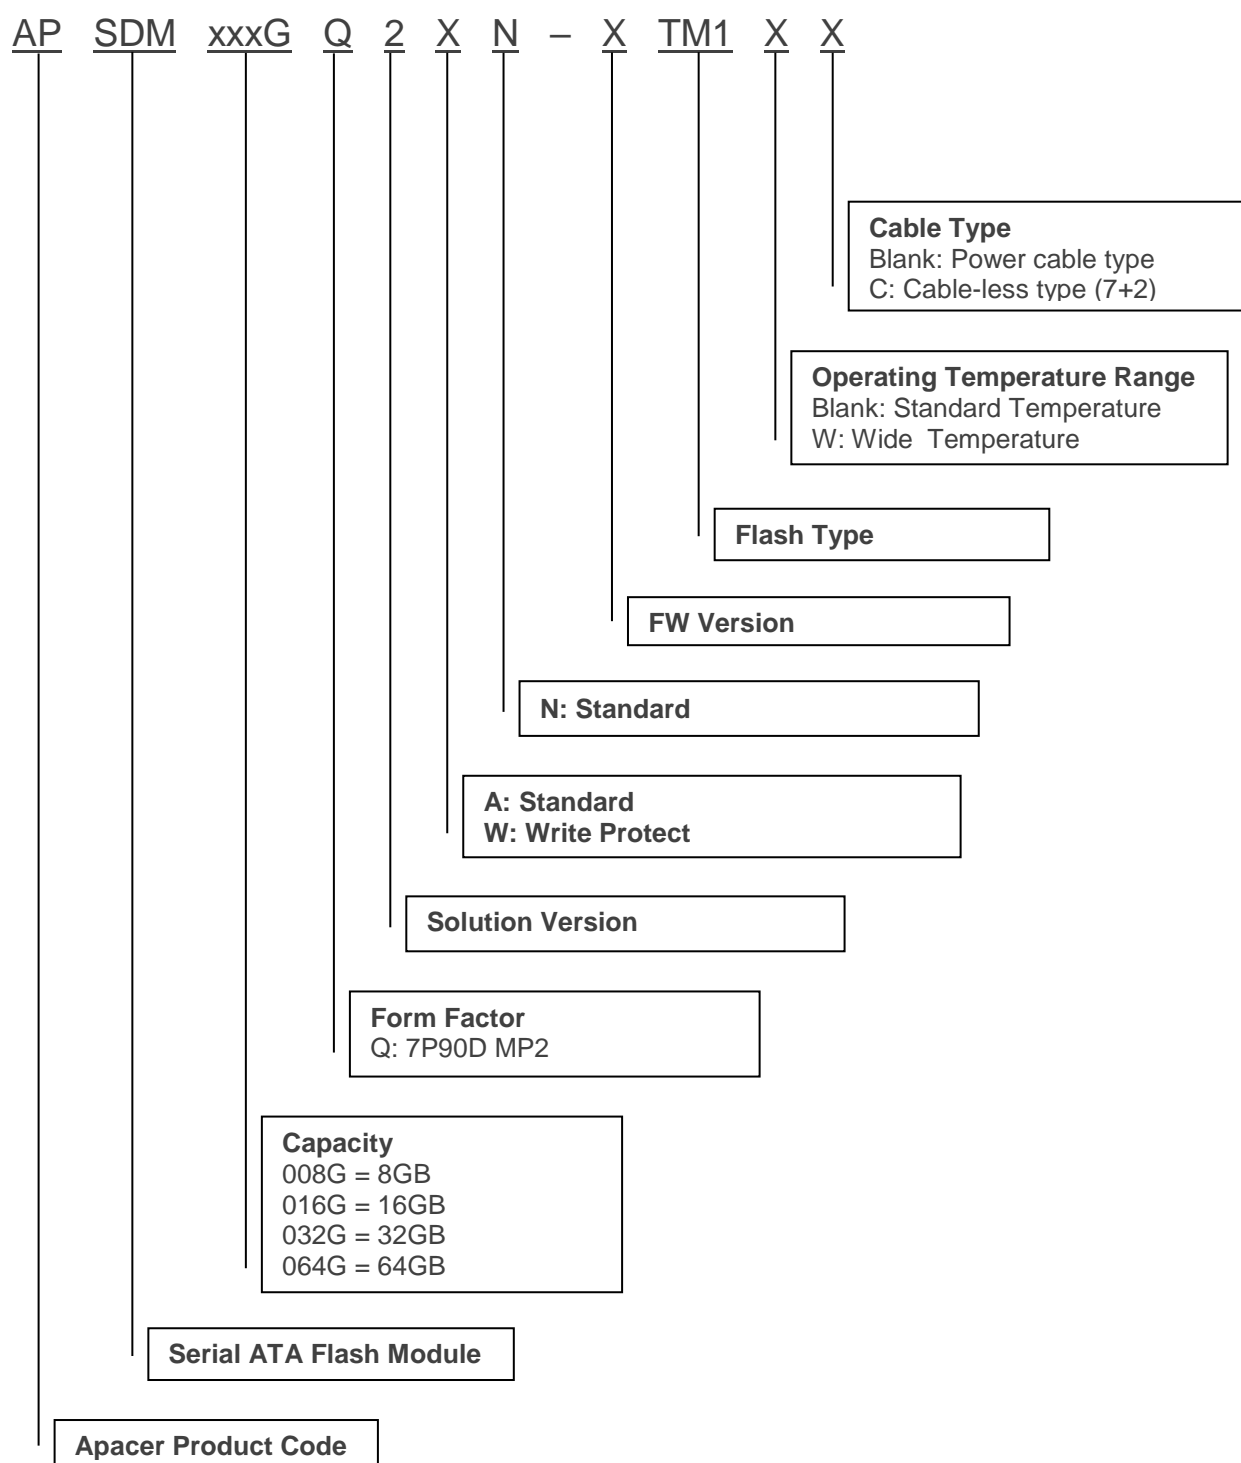 AP SDM xxxG Q 2 X N – X TM1 X X
Cable Type
Blank: Power cable type
C: Cable-less type (7+2)
Operating Temperature Range
Blank: Standard Temperature
W: Wide Temperature
Flash Type
FW Version
N: Standard
A: Standard
W: Write Protect
Solution Version
Form Factor
Q: 7P90D MP2
Capacity
008G = 8GB
016G = 16GB
032G = 32GB
064G = 64GB
Serial ATA Flash Module
Apacer Product Code